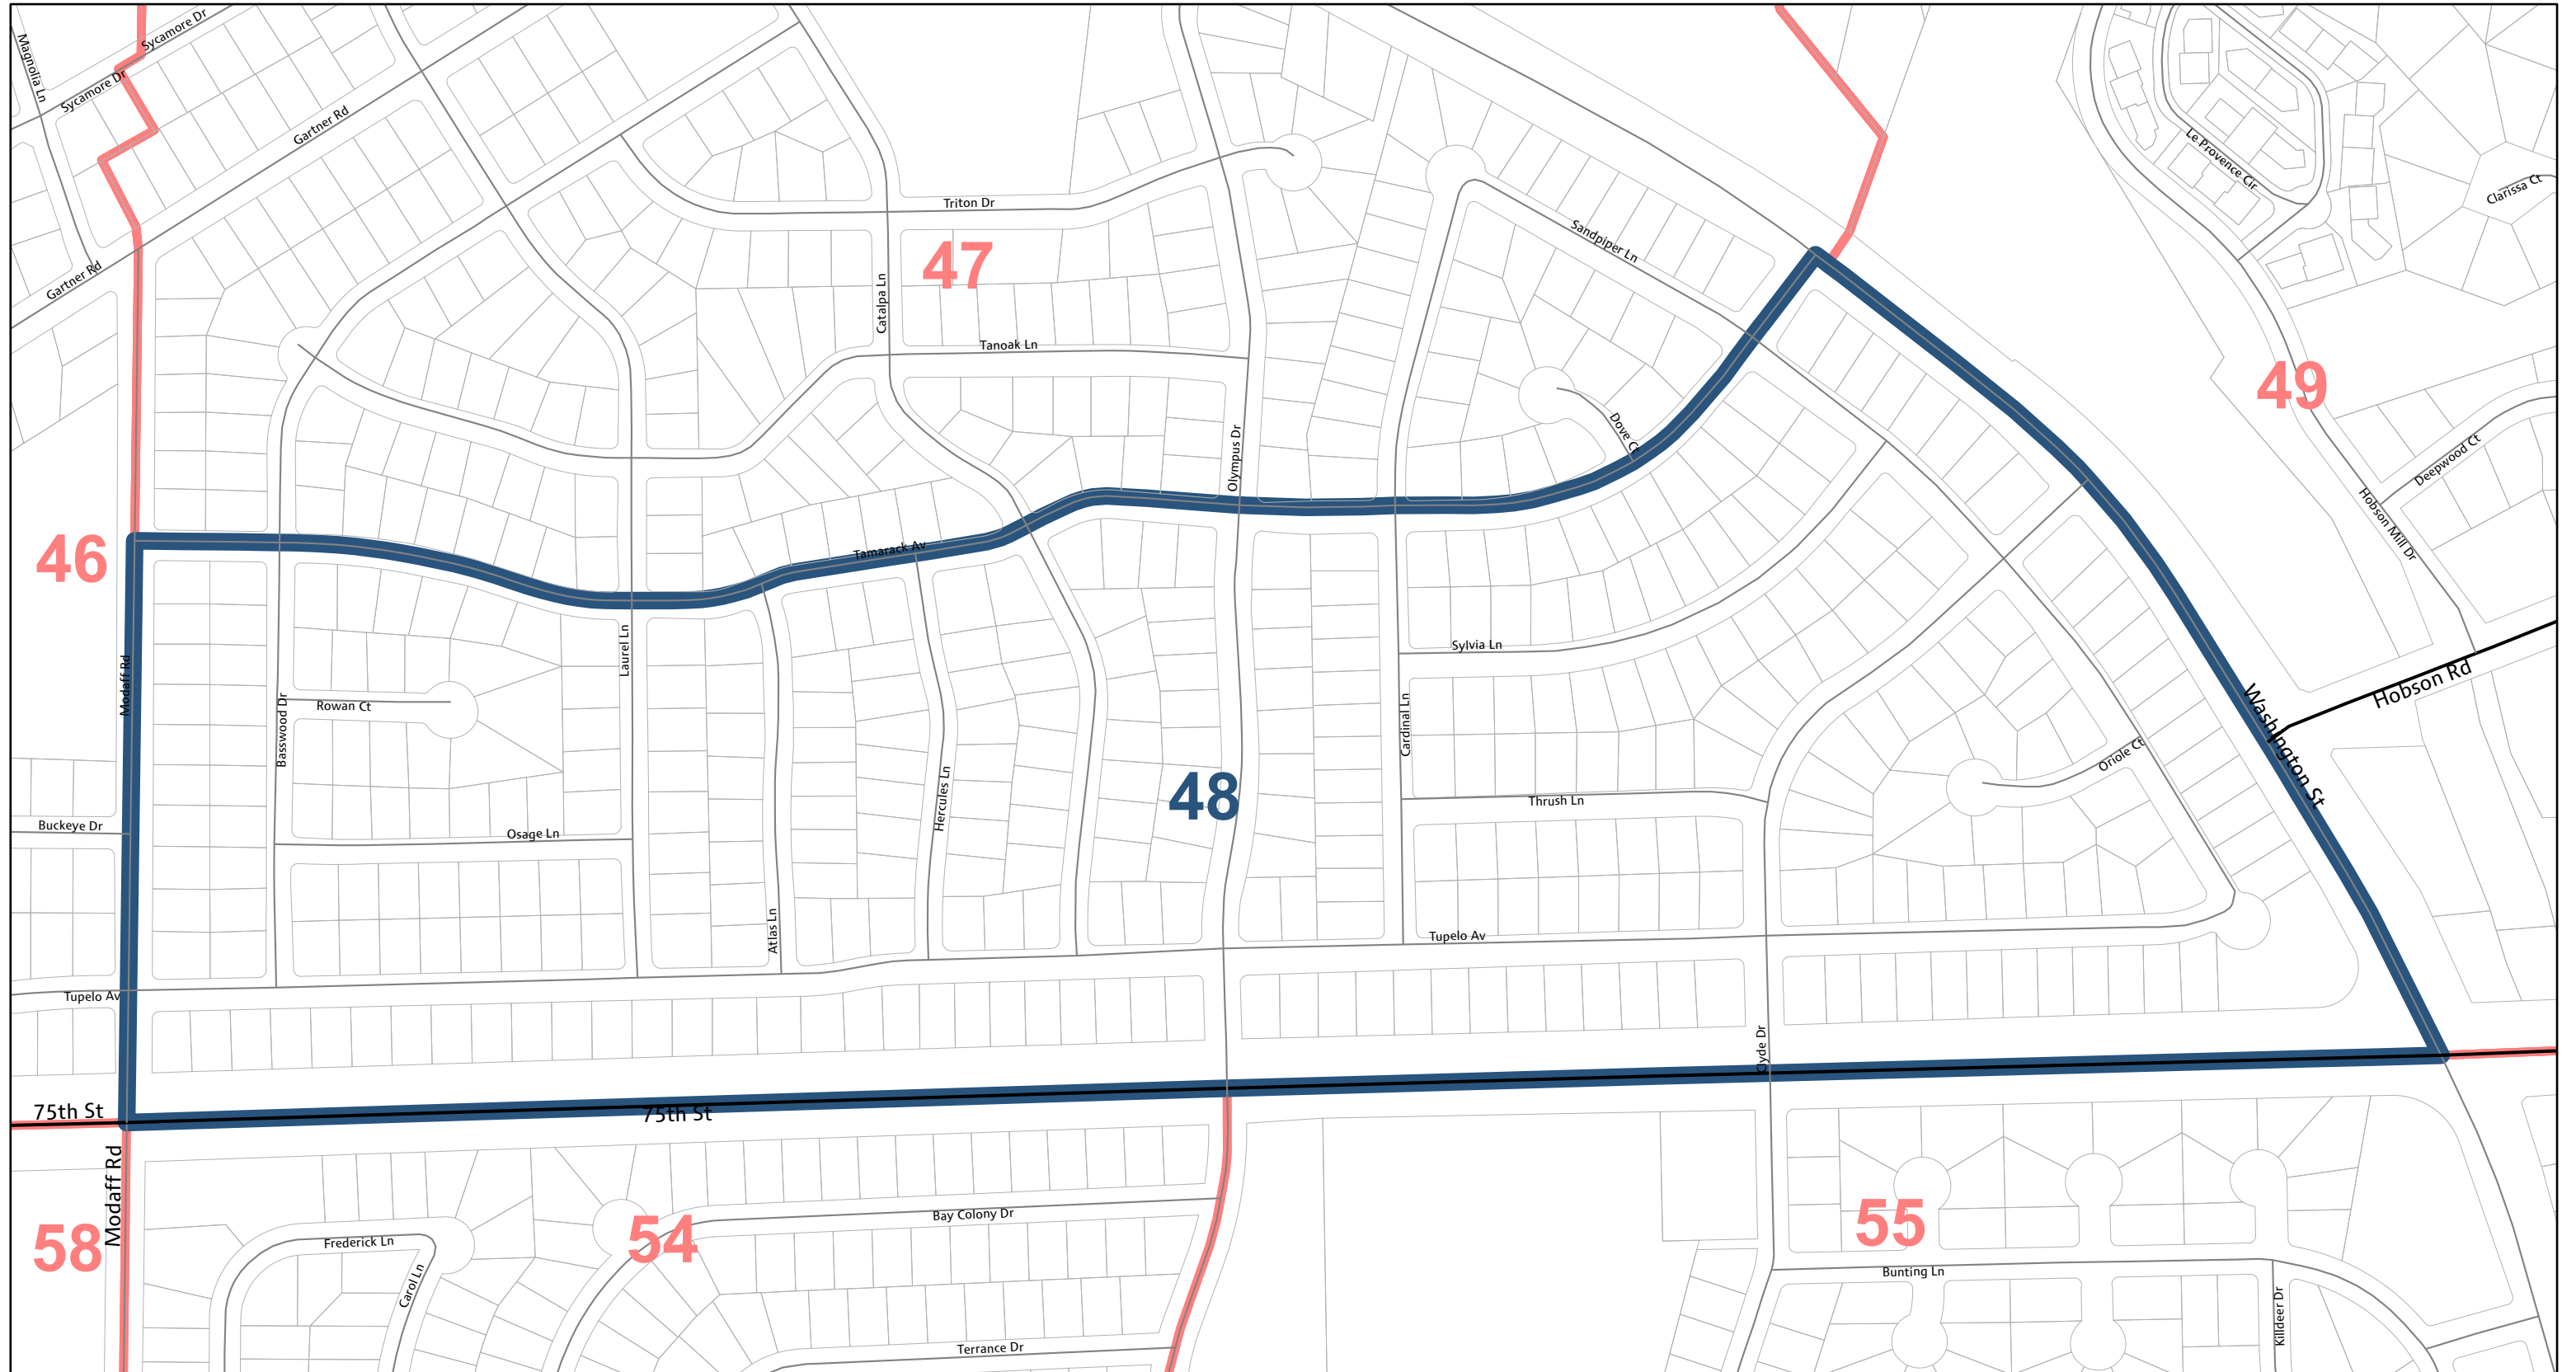 Sycamore Dr
Magnolia Ln
Sycamore Dr
Gartner Rd
Le Provence Cir
Clarissa Ct
Triton Dr
47
Sandpiper Ln
Gartner Rd
Catalpa Ln
Tanoak Ln
49
Dove Ct
Olympus Dr
Deepwood Ct
Hobson Mill Dr
46
Tamarack Av
Laurel Ln
Sylvia Ln
Modaff Rd
Hobson Rd
Rowan Ct
Basswood Dr
Cardinal Ln
Washington St
Oriole Ct
48
Hercules Ln
Thrush Ln
Buckeye Dr
Osage Ln
Atlas Ln
Tupelo Av
Tupelo Av
Clyde Dr
75th St
75th St
Modaff Rd
58
54
Bay Colony Dr
55
Frederick Ln
Carol Ln
Bunting Ln
Killdeer Dr
Terrance Dr